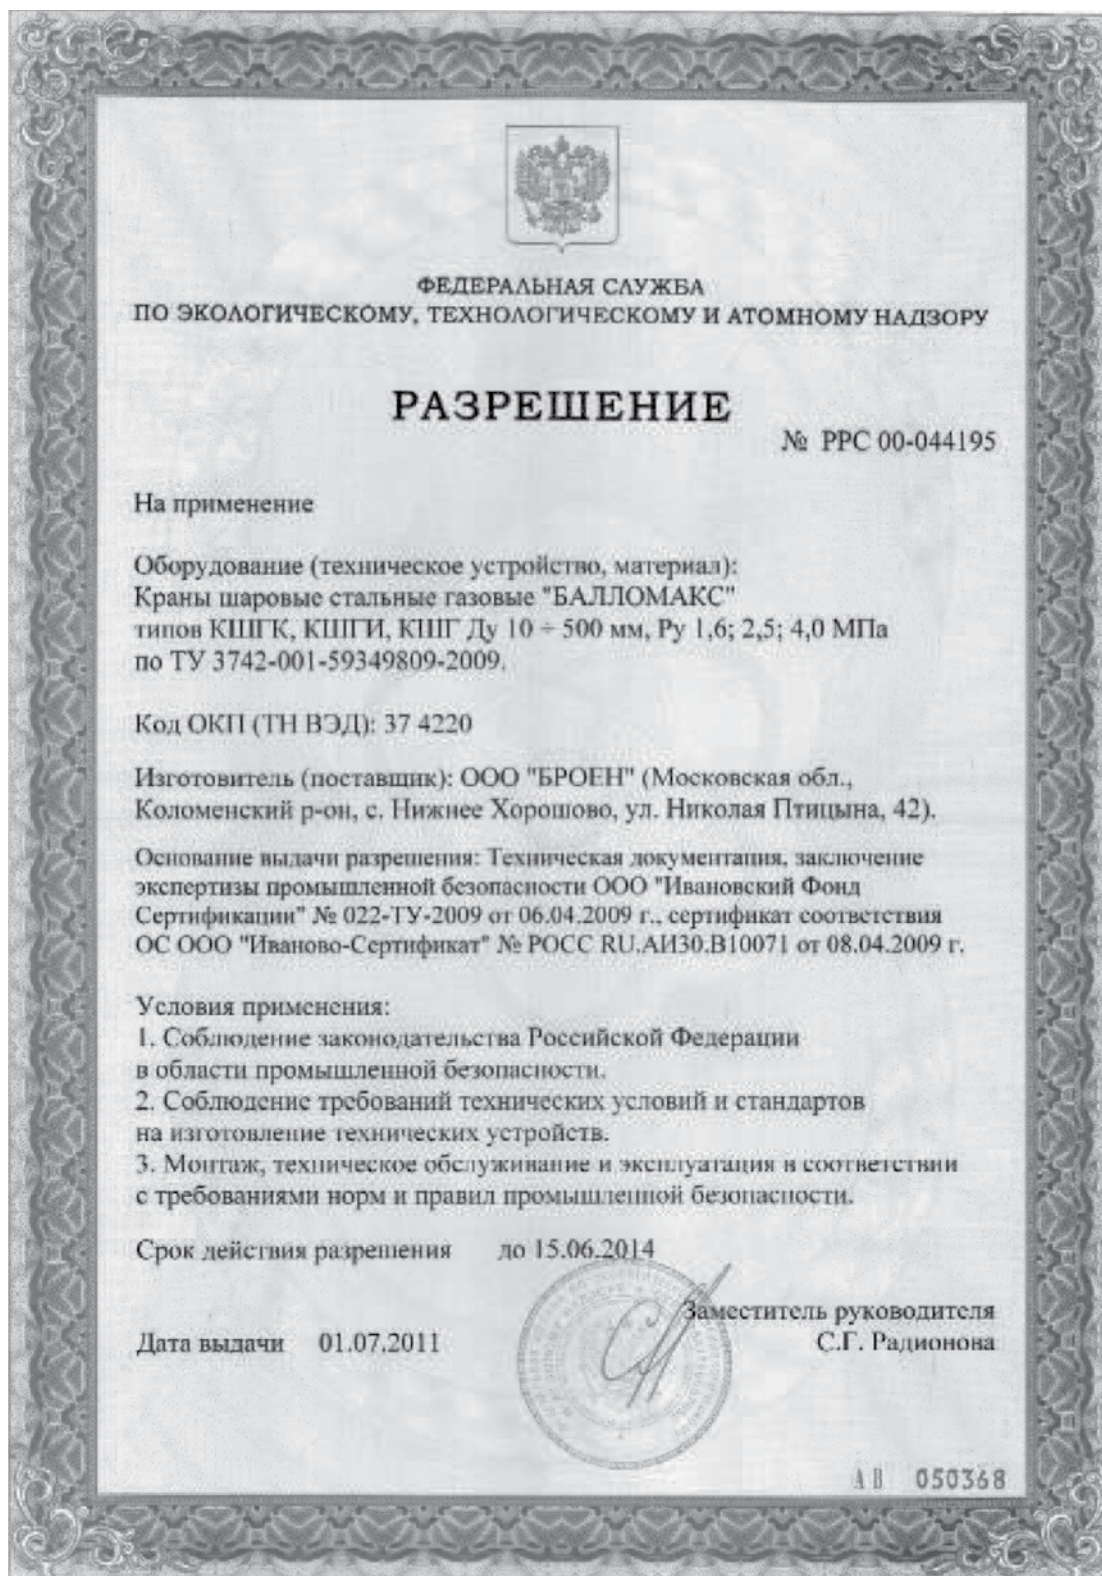 ФЕДЕРАЛЬНАЯ СЛУЖБА
ПО ЭКОЛОГИЧЕСКОМУ, ТЕХНОЛОГИЧЕСКОМУ И АТОМНОМУ НАДЗОРУ
РАЗРЕШЕНИЕ
№ РРС 00-044195
На применение
Оборудование (техническое устройство, материал):
Краны шаровые стальные газовые "БАЛЛОМАКС"
типов КШГК, КШГИ, КШГ Ду 10 ÷ 500 мм, Ру 1,6; 2,5; 4,0 МПа
по ТУ 3742-001-59349809-2009.
Код ОКП (ТН ВЭД): 37 4220
Изготовитель (поставщик): ООО "БРОЕН" (Московская обл.,
Коломенский р-он, с. Нижнее Хорошово, ул. Николая Птицына, 42).
Основание выдачи разрешения: Техническая документация, заключение
экспертизы промышленной безопасности ООО "Ивановский Фонд
Сертификации" № 022-ТУ-2009 от 06.04.2009 г., сертификат соответствия
ОС ООО "Иваново-Сертификат" № РОСС RU.АИ30.В10071 от 08.04.2009 г.
Условия применения:
1. Соблюдение законодательства Российской Федерации
в области промышленной безопасности.
2. Соблюдение требований технических условий и стандартов
на изготовление технических устройств.
3. Монтаж, техническое обслуживание и эксплуатация в соответствии
с требованиями норм и правил промышленной безопасности.
Срок действия разрешения до 15.06.2014
Заместитель руководителя
Дата выдачи 01.07.2011 С.Г. Радионова
АВ 050368